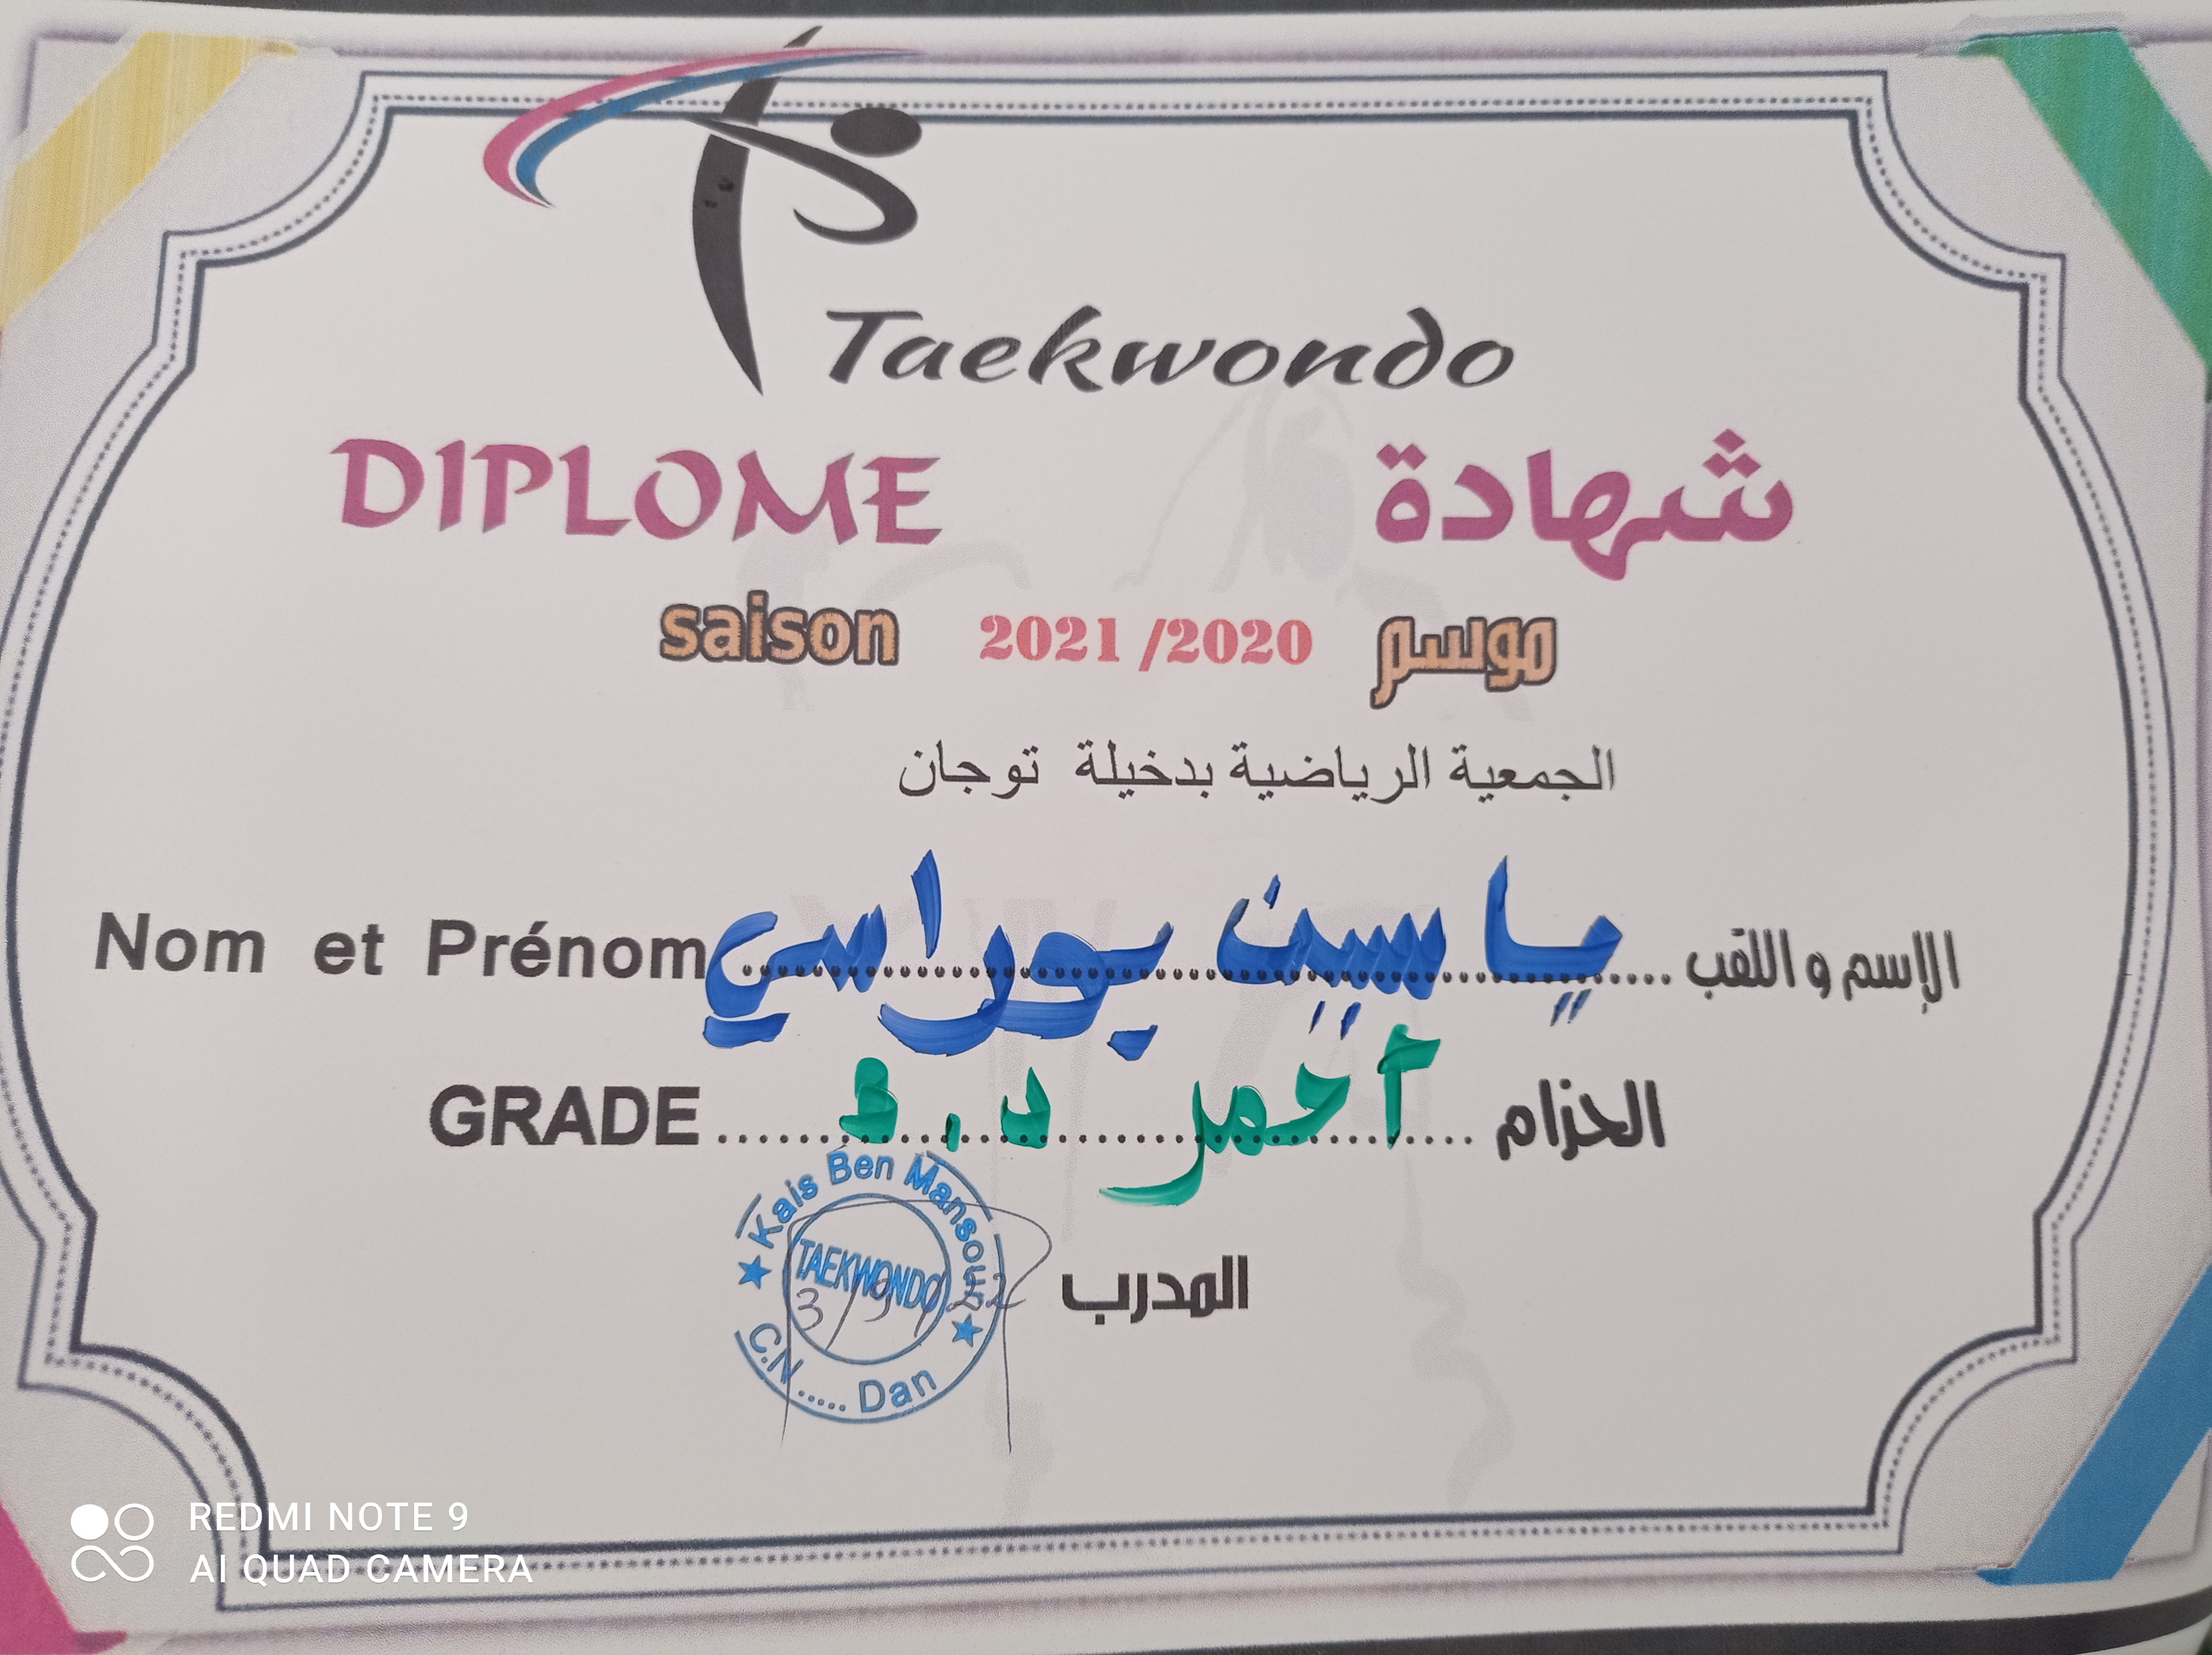 Taekwondo
DIPLOME شهادة
saison 2021/2020 موسم
الجمعية الرياضية بدخيلة توجان
Nom et Prénom ياسين بوراسي الإسم و اللقب
GRADE أحمر د.3 الحزام
Kais Ben Mansour
TAEKWONDO
C.N ..... Dan
المدرب
REDMI NOTE 9
AI QUAD CAMERA